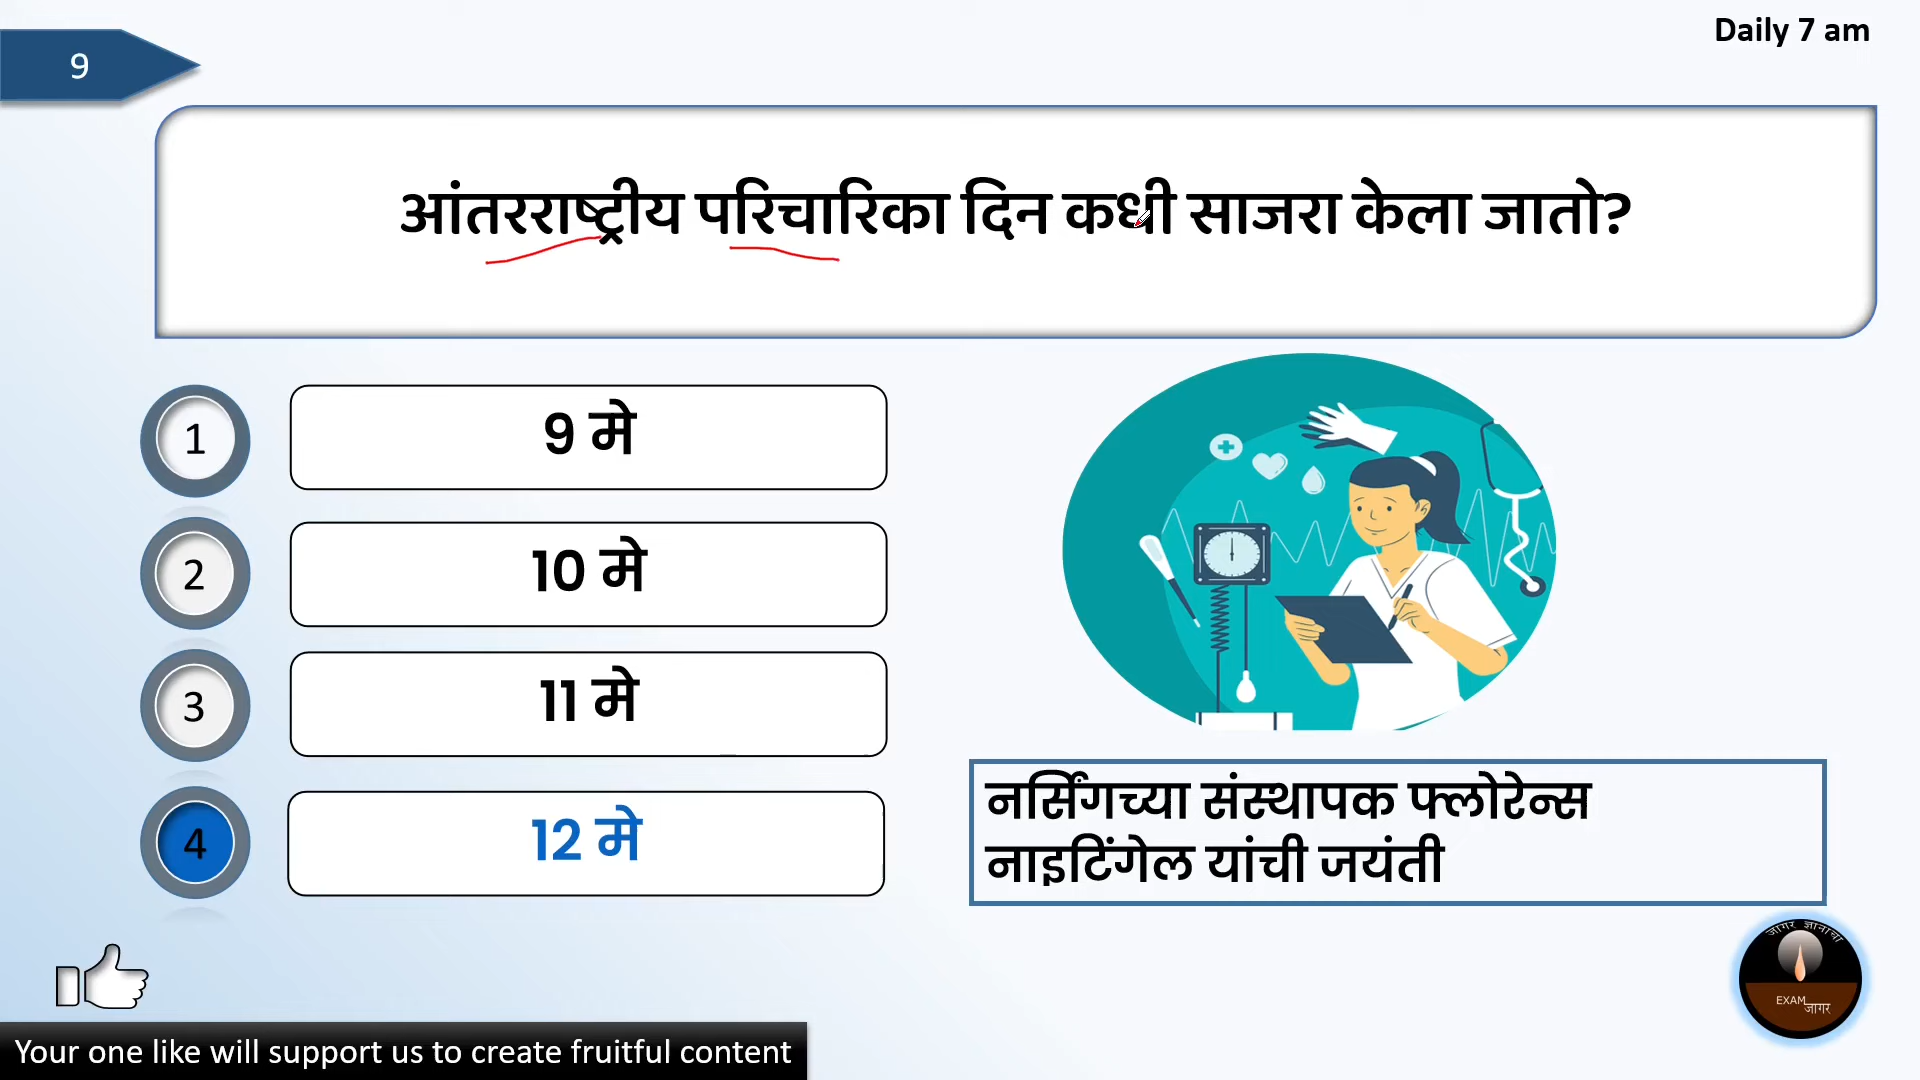 Daily 7 am
9
आंतरराष्ट्रीय परिचारिका दिन कधी साजरा केला जातो?
1
9 मे
2
10 मे
3
11 मे
4
12 मे
नर्सिंगच्या संस्थापक फ्लोरेन्स
नाइटिंगेल यांची जयंती
जागर ज्ञानाचा
EXAM
जागर
Your one like will support us to create fruitful content